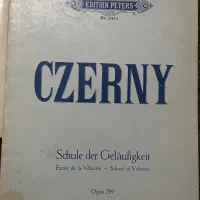 EDITION PETERS
CZERNY
Schule der Geläufigkeit
École de la Vélocité – School of Velocity
Opus 299